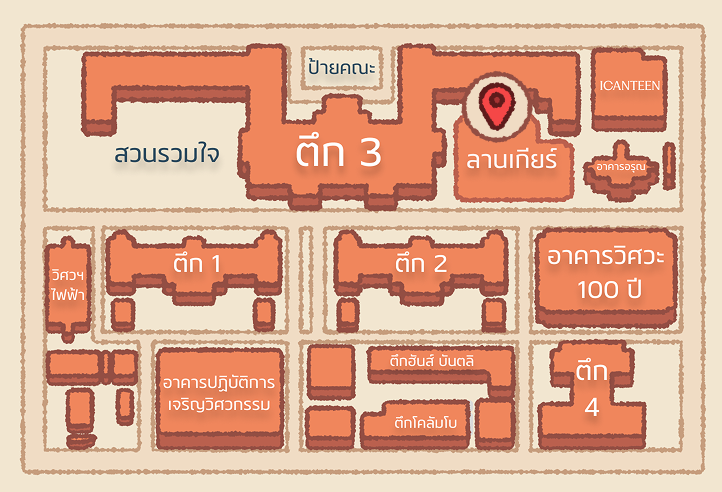 ป้ายคณะ
ICANTEEN
สวนรวมใจ
ตึก 3
ลานเกียร์
อาคารอรุณ
วิศวฯ
ไฟฟ้า
ตึก 1
ตึก 2
อาคารวิศวะ
100 ปี
อาคารปฏิบัติการ
เจริญวิศวกรรม
ตึกฮันส์ บันตลิ
ตึกโคลัมโบ
ตึก
4